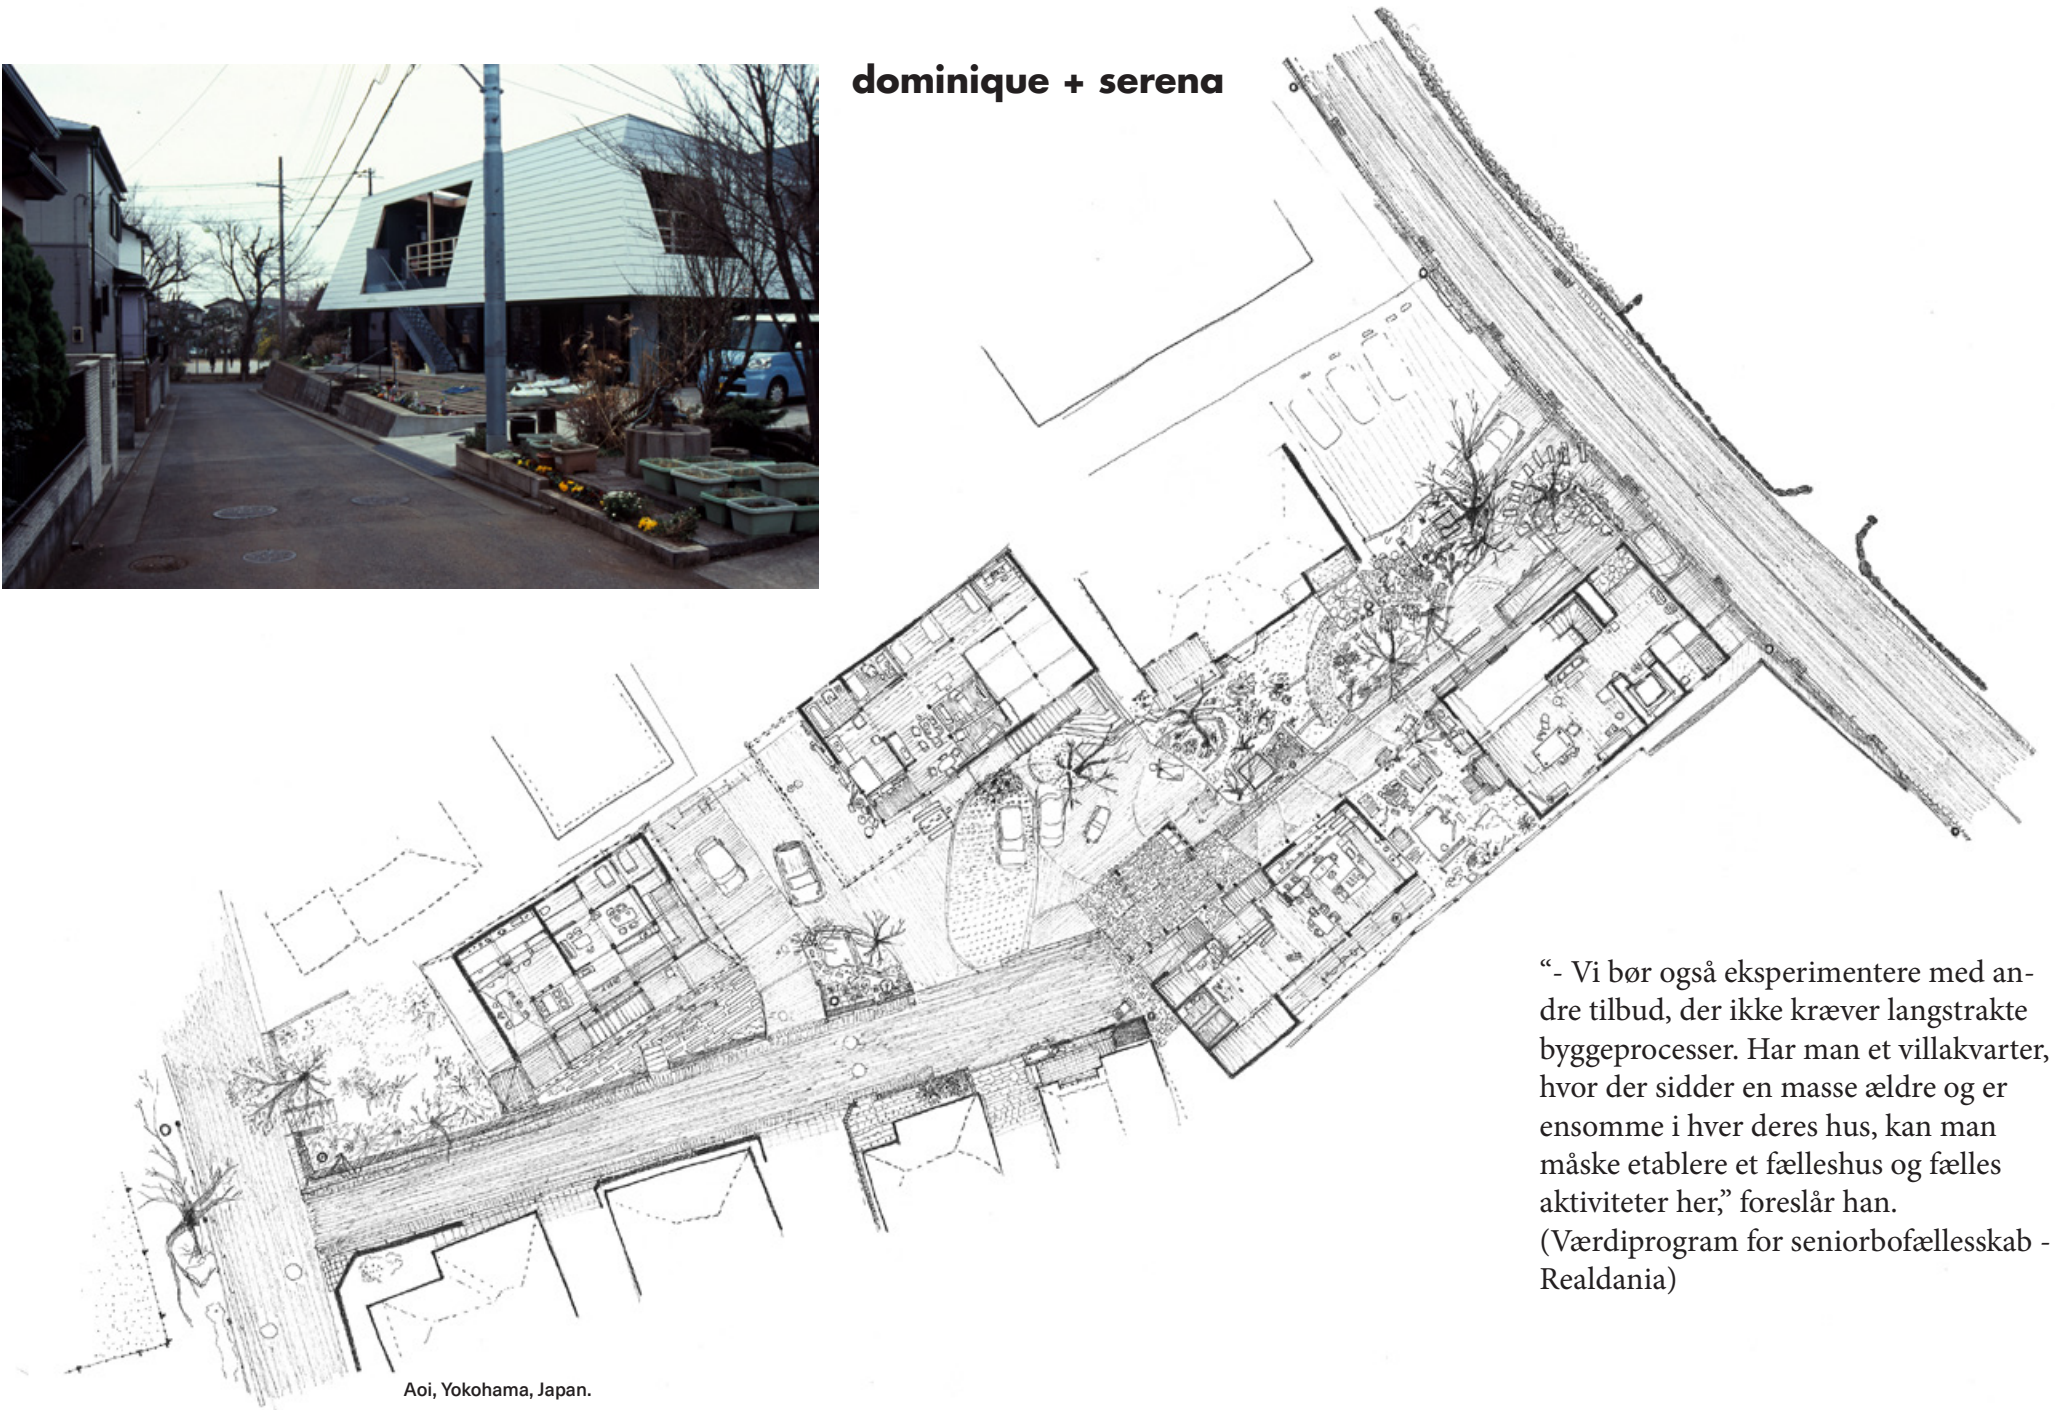 dominique + serena
“- Vi bør også eksperimentere med an-
dre tilbud, der ikke kræver langstrakte
byggeprocesser. Har man et villakvarter,
hvor der sidder en masse ældre og er
ensomme i hver deres hus, kan man
måske etablere et fælleshus og fælles
aktiviteter her,” foreslår han.
(Værdiprogram for seniorbofællesskab -
Realdania)
Aoi, Yokohama, Japan.